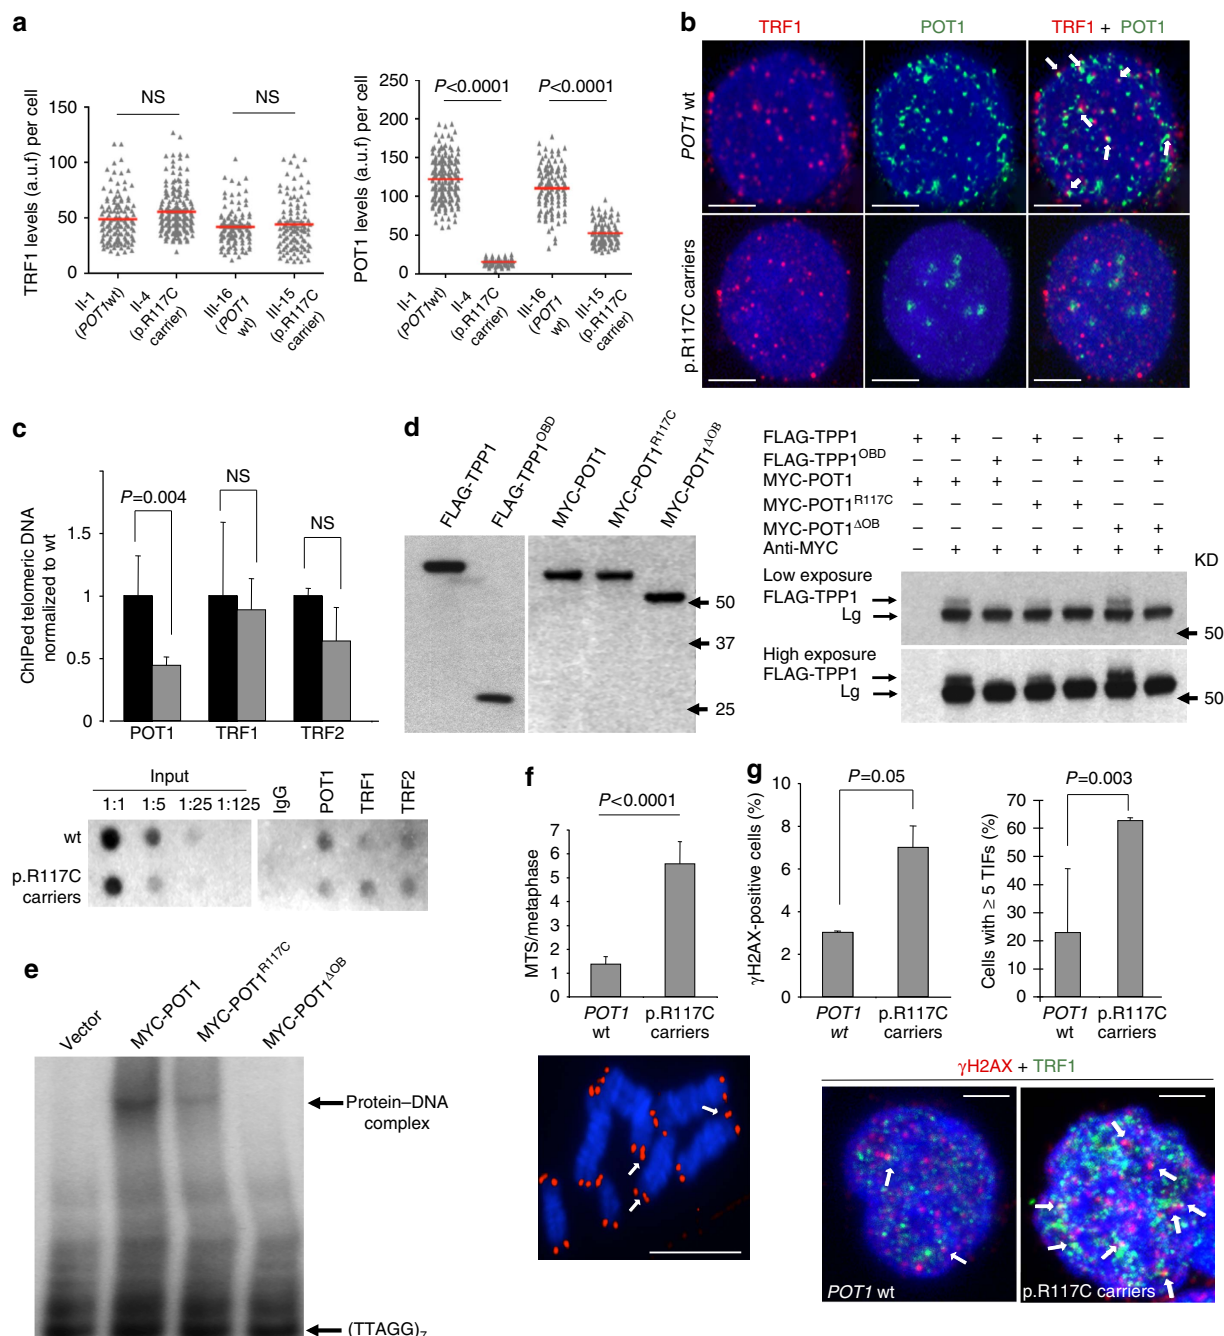 a
TRF1 levels (a.u.f) per cell
150
100
50
0
NS
NS
II-1 (POT1wt)
II-4 (p.R117C carrier)
III-16 (POT1 wt)
III-15 (p.R117C carrier)
POT1 levels (a.u.f) per cell
250
200
150
100
50
0
P<0.0001
P<0.0001
II-1 (POT1wt)
II-4 (p.R117C carrier)
III-16 (POT1 wt)
III-15 (p.R117C carrier)
b
TRF1
POT1
TRF1 + POT1
POT1 wt
p.R117C carriers
c
ChIPed telomeric DNA
normalized to wt
1.5
1
0.5
0
P=0.004
NS
NS
POT1
TRF1
TRF2
Input
1:1 1:5 1:25 1:125
IgG
POT1
TRF1
TRF2
wt
p.R117C
carriers
d
FLAG-TPP1
FLAG-TPP1OBD
MYC-POT1
MYC-POT1R117C
MYC-POT1ΔOB
50
37
25
FLAG-TPP1 + + – + – + –
FLAG-TPP1OBD – – + – + – +
MYC-POT1 + + + – – – –
MYC-POT1R117C – – – + + – –
MYC-POT1ΔOB – – – – – + +
Anti-MYC – + + + + + +
KD
Low exposure
FLAG-TPP1
Lg
50
High exposure
FLAG-TPP1
Lg
50
e
Vector
MYC-POT1
MYC-POT1R117C
MYC-POT1ΔOB
Protein–DNA
complex
(TTAGG)7
f
P<0.0001
MTS/metaphase
7
6
5
4
3
2
1
0
POT1
wt
p.R117C
carriers
g
γH2AX-positive cells (%)
10
8
6
4
2
0
P=0.05
POT1
wt
p.R117C
carriers
Cells with ≥ 5 TIFs (%)
70
60
50
40
30
20
10
0
P=0.003
POT1
wt
p.R117C
carriers
γH2AX + TRF1
POT1 wt
p.R117C carriers